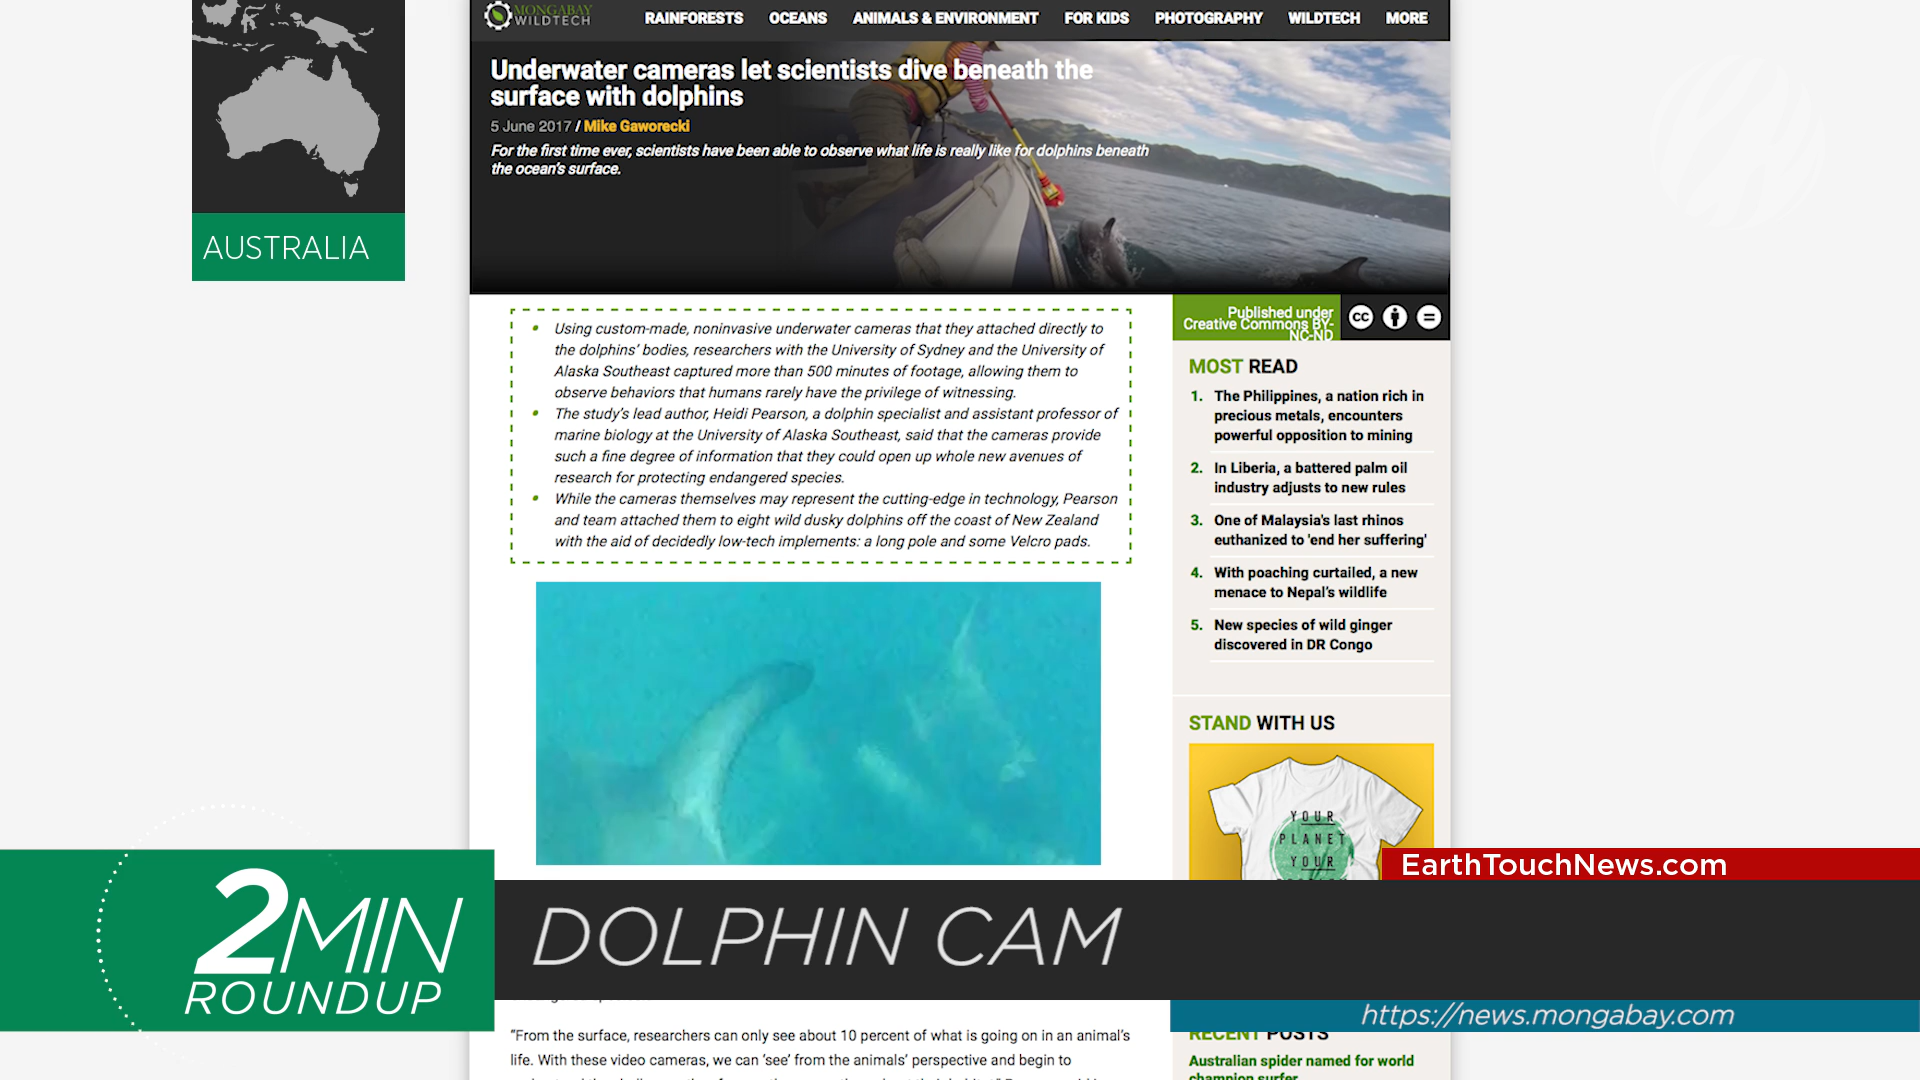 MONGABAY
WILDTECH
RAINFORESTS OCEANS ANIMALS & ENVIRONMENT FOR KIDS PHOTOGRAPHY WILDTECH MORE
Underwater cameras let scientists dive beneath the
surface with dolphins
5 June 2017 / Mike Gaworecki
For the first time ever, scientists have been able to observe what life is really like for dolphins beneath
the ocean's surface.
AUSTRALIA
• Using custom-made, noninvasive underwater cameras that they attached directly to
the dolphins' bodies, researchers with the University of Sydney and the University of
Alaska Southeast captured more than 500 minutes of footage, allowing them to
observe behaviors that humans rarely have the privilege of witnessing.
• The study's lead author, Heidi Pearson, a dolphin specialist and assistant professor of
marine biology at the University of Alaska Southeast, said that the cameras provide
such a fine degree of information that they could open up whole new avenues of
research for protecting endangered species.
• While the cameras themselves may represent the cutting-edge in technology, Pearson
and team attached them to eight wild dusky dolphins off the coast of New Zealand
with the aid of decidedly low-tech implements: a long pole and some Velcro pads.
Published under
Creative Commons BY-
NC-ND
cc
MOST READ
1. The Philippines, a nation rich in
precious metals, encounters
powerful opposition to mining
2. In Liberia, a battered palm oil
industry adjusts to new rules
3. One of Malaysia's last rhinos
euthanized to 'end her suffering'
4. With poaching curtailed, a new
menace to Nepal's wildlife
5. New species of wild ginger
discovered in DR Congo
STAND WITH US
YOUR
PLANET
YOUR
EarthTouchNews.com
2MIN
ROUNDUP
DOLPHIN CAM
https://news.mongabay.com
"From the surface, researchers can only see about 10 percent of what is going on in an animal's
life. With these video cameras, we can 'see' from the animals' perspective and begin to
RECENT POSTS
Australian spider named for world
champion surfer